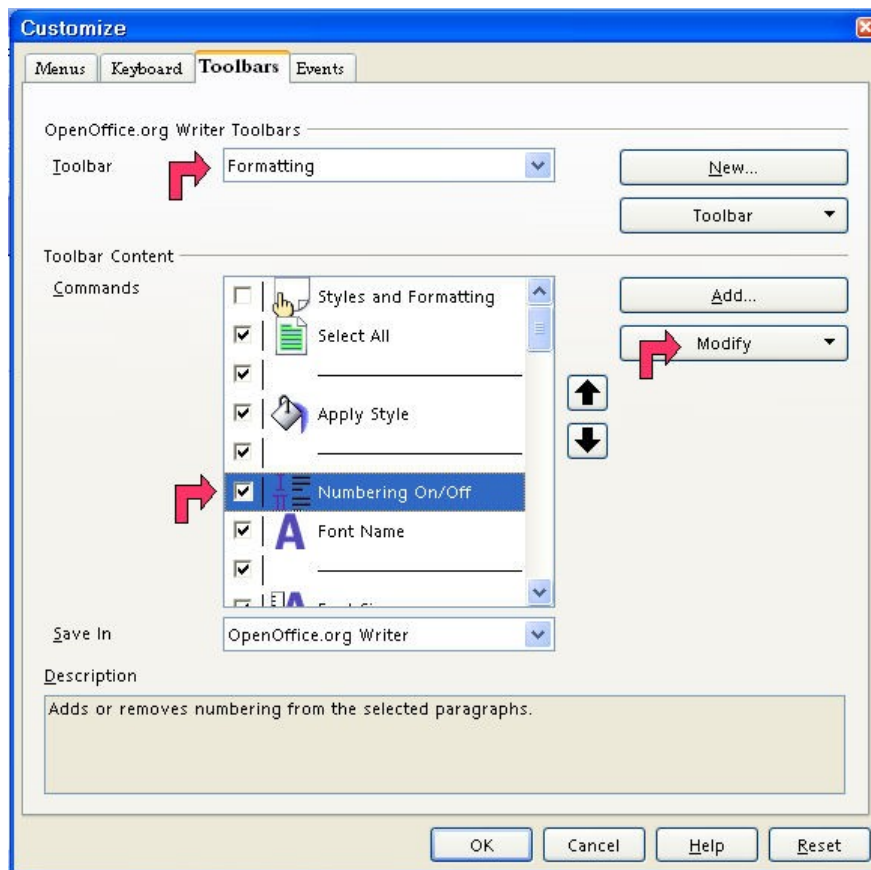 Customize
Menus Keyboard Toolbars Events
OpenOffice.org Writer Toolbars
Toolbar Formatting New...
Toolbar
Toolbar Content
Commands Styles and Formatting Add...
Select All Modify
Apply Style
Numbering On/Off
Font Name
Save In OpenOffice.org Writer
Description
Adds or removes numbering from the selected paragraphs.
OK Cancel Help Reset